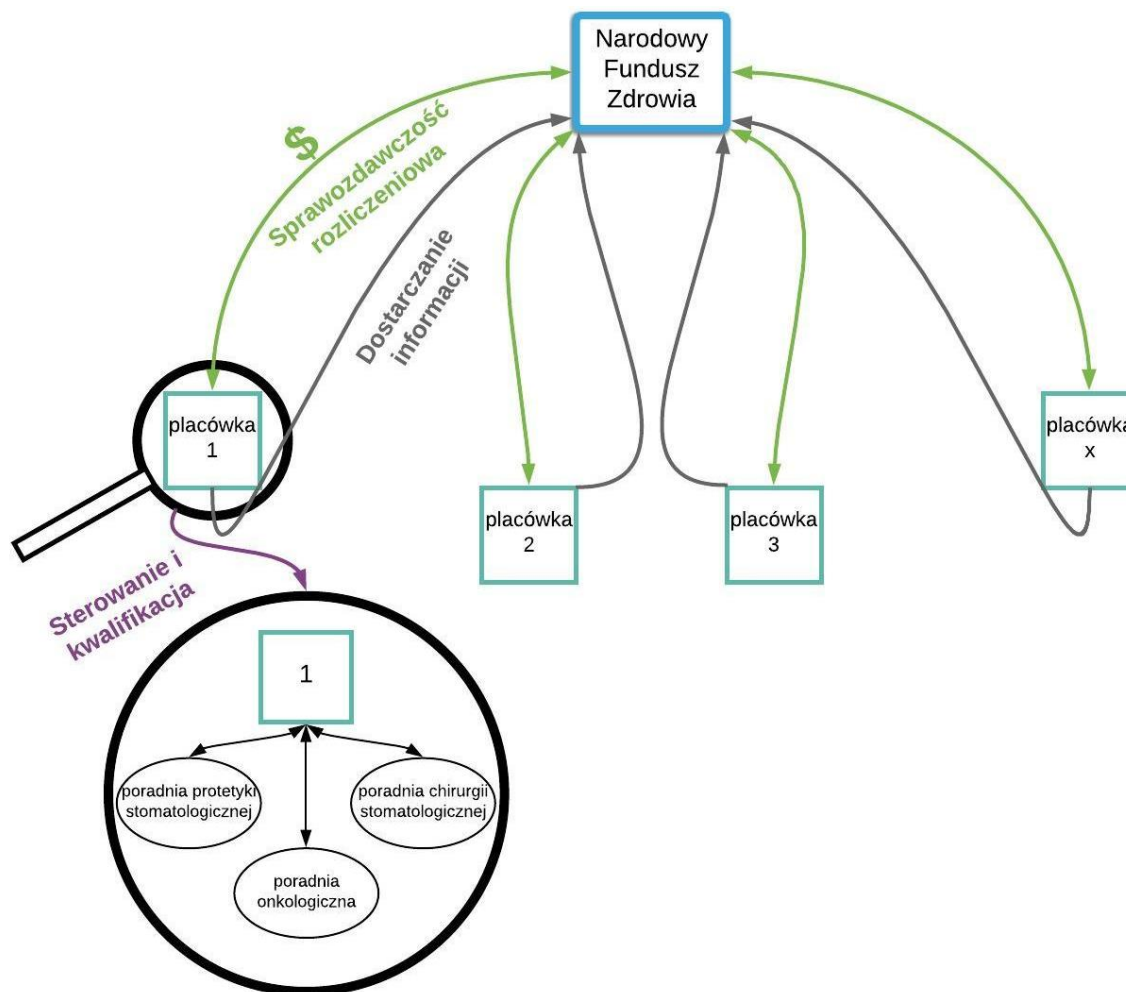 Narodowy
Fundusz
Zdrowia
$
Sprawozdawczość
rozliczeniowa
Dostarczanie
informacji
placówka
1
placówka
2
placówka
3
placówka
x
Sterowanie i
kwalifikacja
1
poradnia protetyki
stomatologicznej
poradnia chirurgii
stomatologicznej
poradnia
onkologiczna